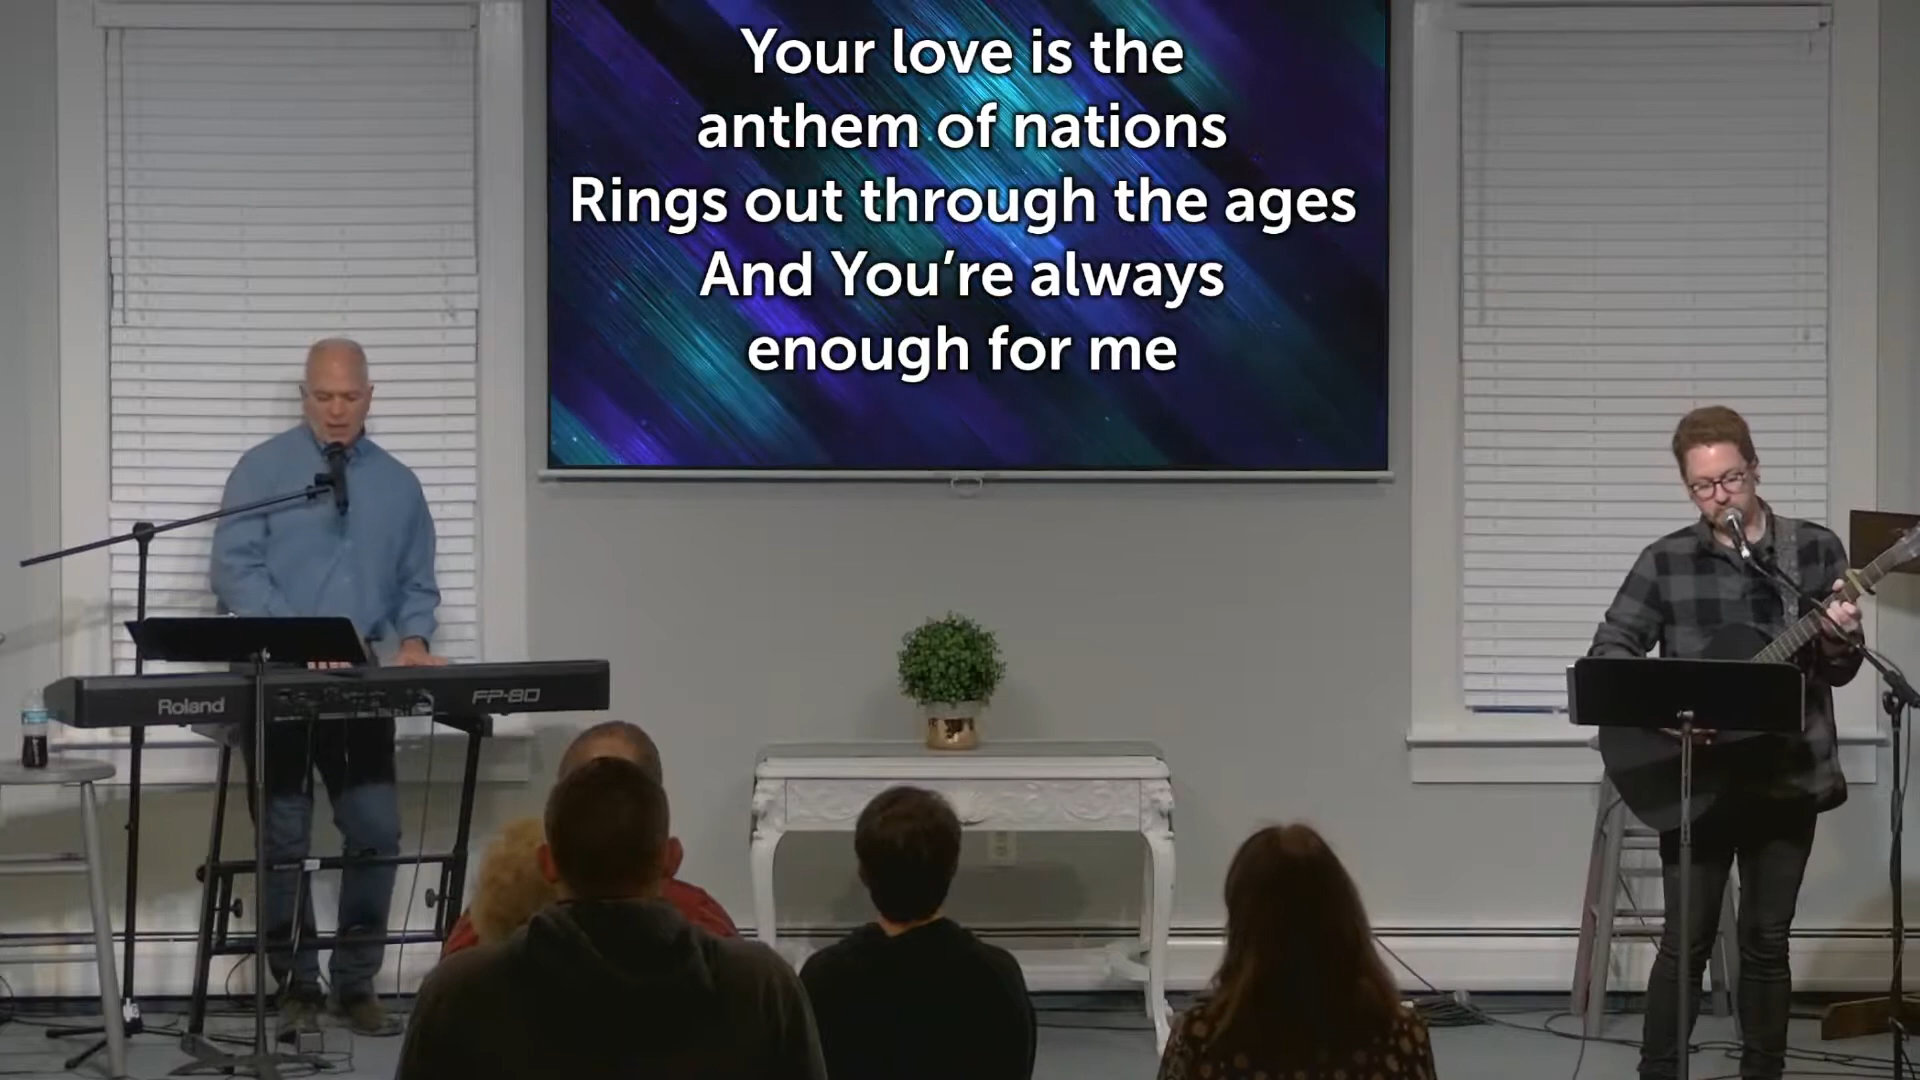 Your love is the
anthem of nations
Rings out through the ages
And You're always
enough for me
Roland
FP-80